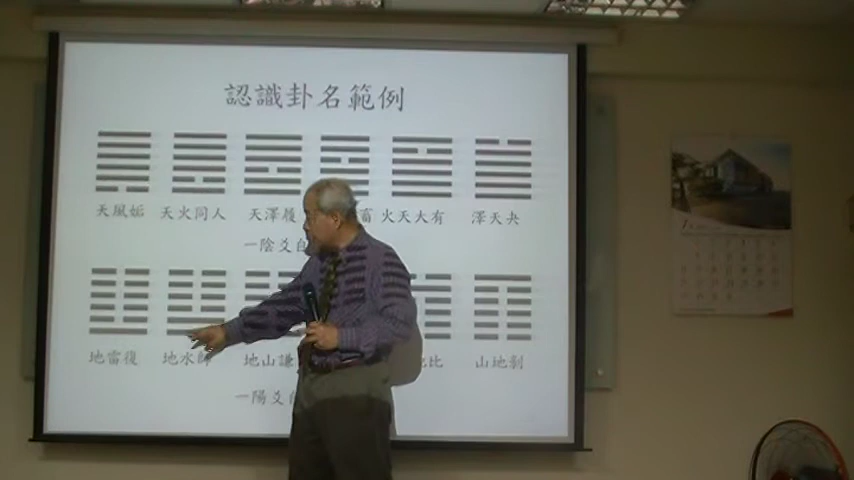 認識卦名範例
天風姤 天火同人 天澤履 畜 火天大有 澤天夬
一陰爻自
地雷復 地水師 地山謙 比 山地剝
一陽爻自
7